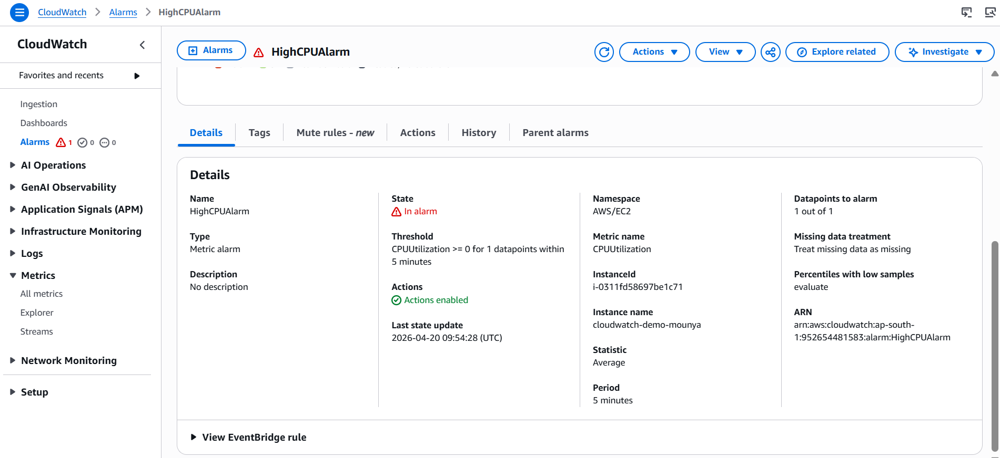 CloudWatch > Alarms > HighCPUAlarm
CloudWatch
Favorites and recents
Ingestion
Dashboards
Alarms 1 0 0
AI Operations
GenAI Observability
Application Signals (APM)
Infrastructure Monitoring
Logs
Metrics
All metrics
Explorer
Streams
Network Monitoring
Setup
Alarms
HighCPUAlarm
Actions
View
Explore related
Investigate
Details
Tags
Mute rules - new
Actions
History
Parent alarms
Details
Name
HighCPUAlarm
Type
Metric alarm
Description
No description
State
In alarm
Threshold
CPUUtilization >= 0 for 1 datapoints within
5 minutes
Actions
Actions enabled
Last state update
2026-04-20 09:54:28 (UTC)
Namespace
AWS/EC2
Metric name
CPUUtilization
InstanceId
i-0311fd58697be1c71
Instance name
cloudwatch-demo-mounya
Statistic
Average
Period
5 minutes
Datapoints to alarm
1 out of 1
Missing data treatment
Treat missing data as missing
Percentiles with low samples
evaluate
ARN
arn:aws:cloudwatch:ap-south-
1:952654481583:alarm:HighCPUAlarm
View EventBridge rule